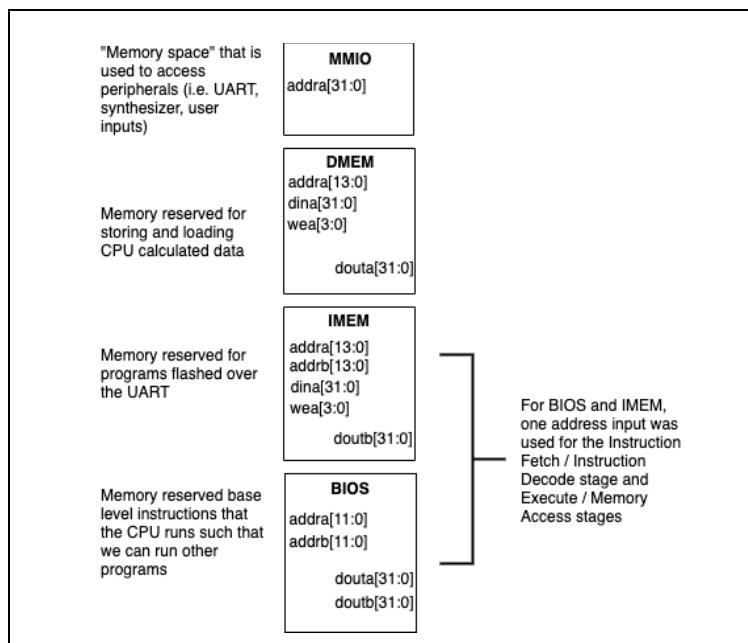 "Memory space" that is
used to access
peripherals (i.e. UART,
synthesizer, user
inputs)
MMIO
addra[31:0]
Memory reserved for
storing and loading
CPU calculated data
DMEM
addra[13:0]
dina[31:0]
wea[3:0]
douta[31:0]
Memory reserved for
programs flashed over
the UART
IMEM
addra[13:0]
addrb[13:0]
dina[31:0]
wea[3:0]
doutb[31:0]
Memory reserved base
level instructions that
the CPU runs such that
we can run other
programs
BIOS
addra[11:0]
addrb[11:0]
douta[31:0]
doutb[31:0]
For BIOS and IMEM,
one address input was
used for the Instruction
Fetch / Instruction
Decode stage and
Execute / Memory
Access stages